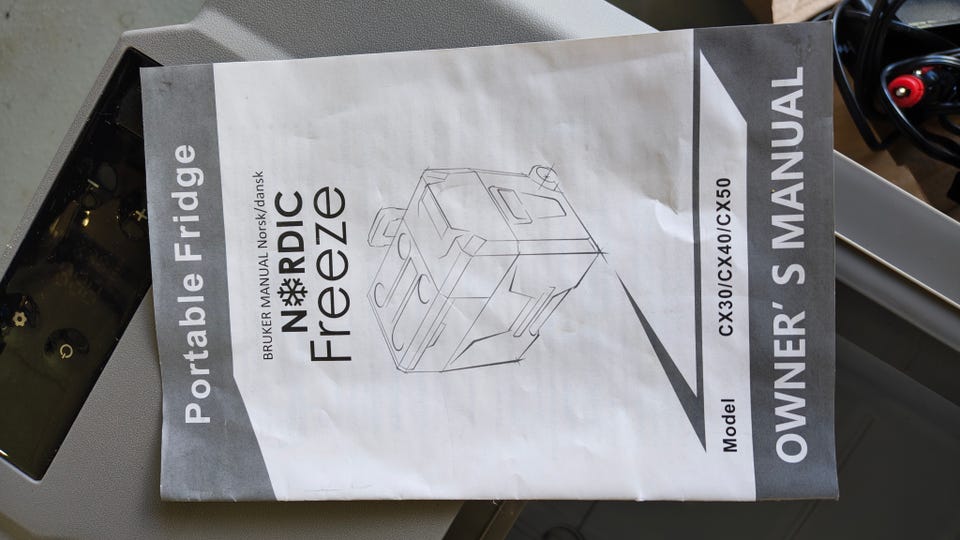 Portable Fridge
BRUKER MANUAL Norsk/dansk
NORDIC
Freeze
Model CX30/CX40/CX50
OWNER' S MANUAL